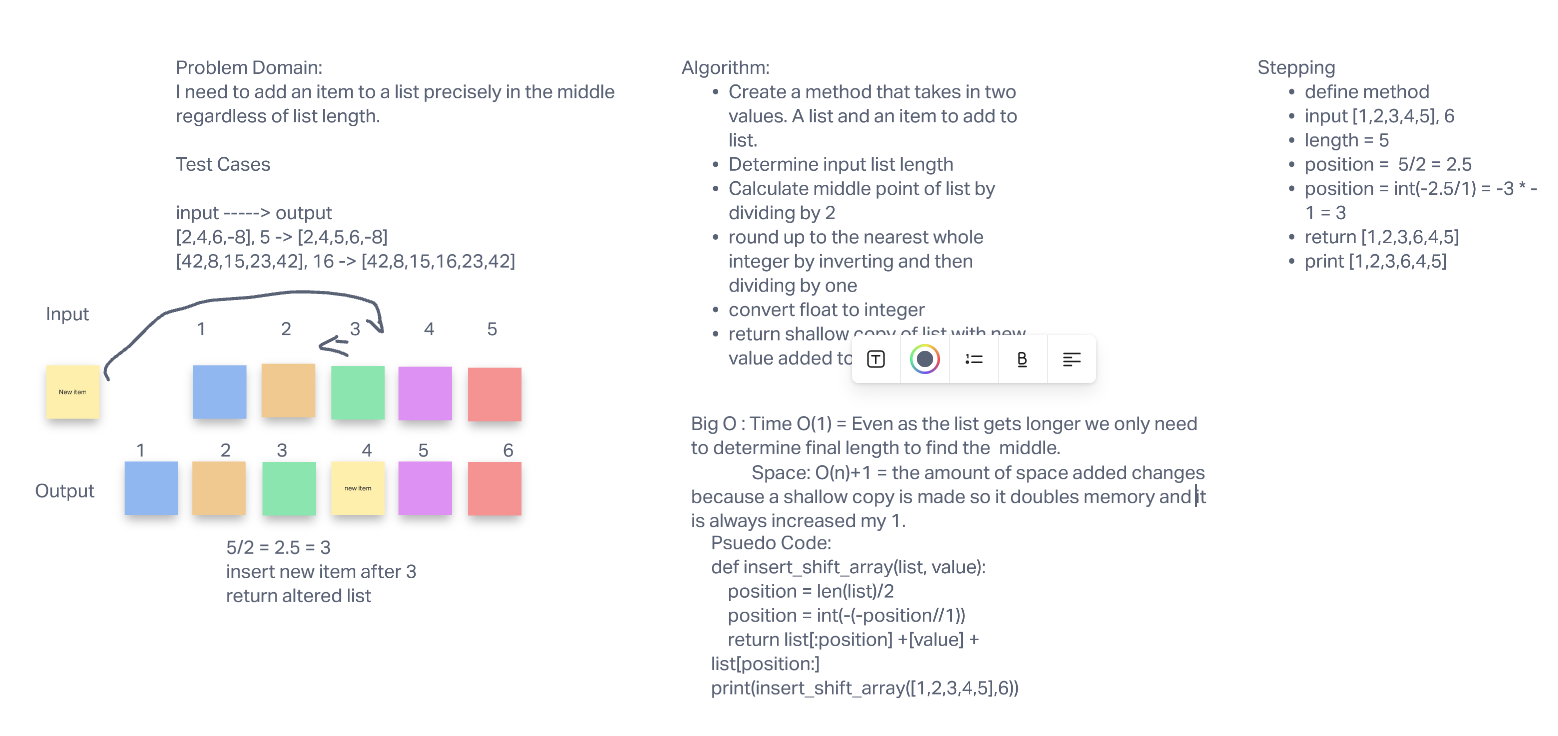 Problem Domain:
I need to add an item to a list precisely in the middle
regardless of list length.
Test Cases
input -----> output
[2,4,6,-8], 5 -> [2,4,5,6,-8]
[42,8,15,23,42], 16 -> [42,8,15,16,23,42]
Input
1 2 3 4 5
New item
1 2 3 4 5 6
Output
new item
5/2 = 2.5 = 3
insert new item after 3
return altered list
Algorithm:
• Create a method that takes in two
values. A list and an item to add to
list.
• Determine input list length
• Calculate middle point of list by
dividing by 2
• round up to the nearest whole
integer by inverting and then
dividing by one
• convert float to integer
• return shallow copy of list with new
value added to
T B
Big O : Time O(1) = Even as the list gets longer we only need
to determine final length to find the  middle.
Space: O(n)+1 = the amount of space added changes
because a shallow copy is made so it doubles memory and it
is always increased my 1.
Psuedo Code:
def insert_shift_array(list, value):
position = len(list)/2
position = int(-(-position//1))
return list[:position] +[value] +
list[position:]
print(insert_shift_array([1,2,3,4,5],6))
Stepping
• define method
• input [1,2,3,4,5], 6
• length = 5
• position =  5/2 = 2.5
• position = int(-2.5/1) = -3 * -
1 = 3
• return [1,2,3,6,4,5]
• print [1,2,3,6,4,5]